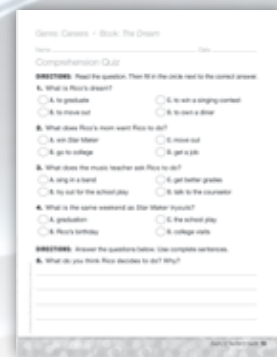 Genre: Careers • Book: The Dream
Name Date
Comprehension Quiz
DIRECTIONS: Read the question. Then fill in the circle next to the correct answer.
1. What is Rico's dream?
A. to graduate C. to win a singing contest
B. to move out D. to own a diner
2. What does Rico's mom want Rico to do?
A. win Star Maker C. move out
B. go to college D. get a job
3. What does the music teacher ask Rico to do?
A. sing in a band C. get better grades
B. try out for the school play D. talk to the counselor
4. What is the same weekend as Star Maker tryouts?
A. graduation C. the school play
B. Rico's birthday D. college visits
DIRECTIONS: Answer the questions below. Use complete sentences.
5. What do you think Rico decides to do? Why?